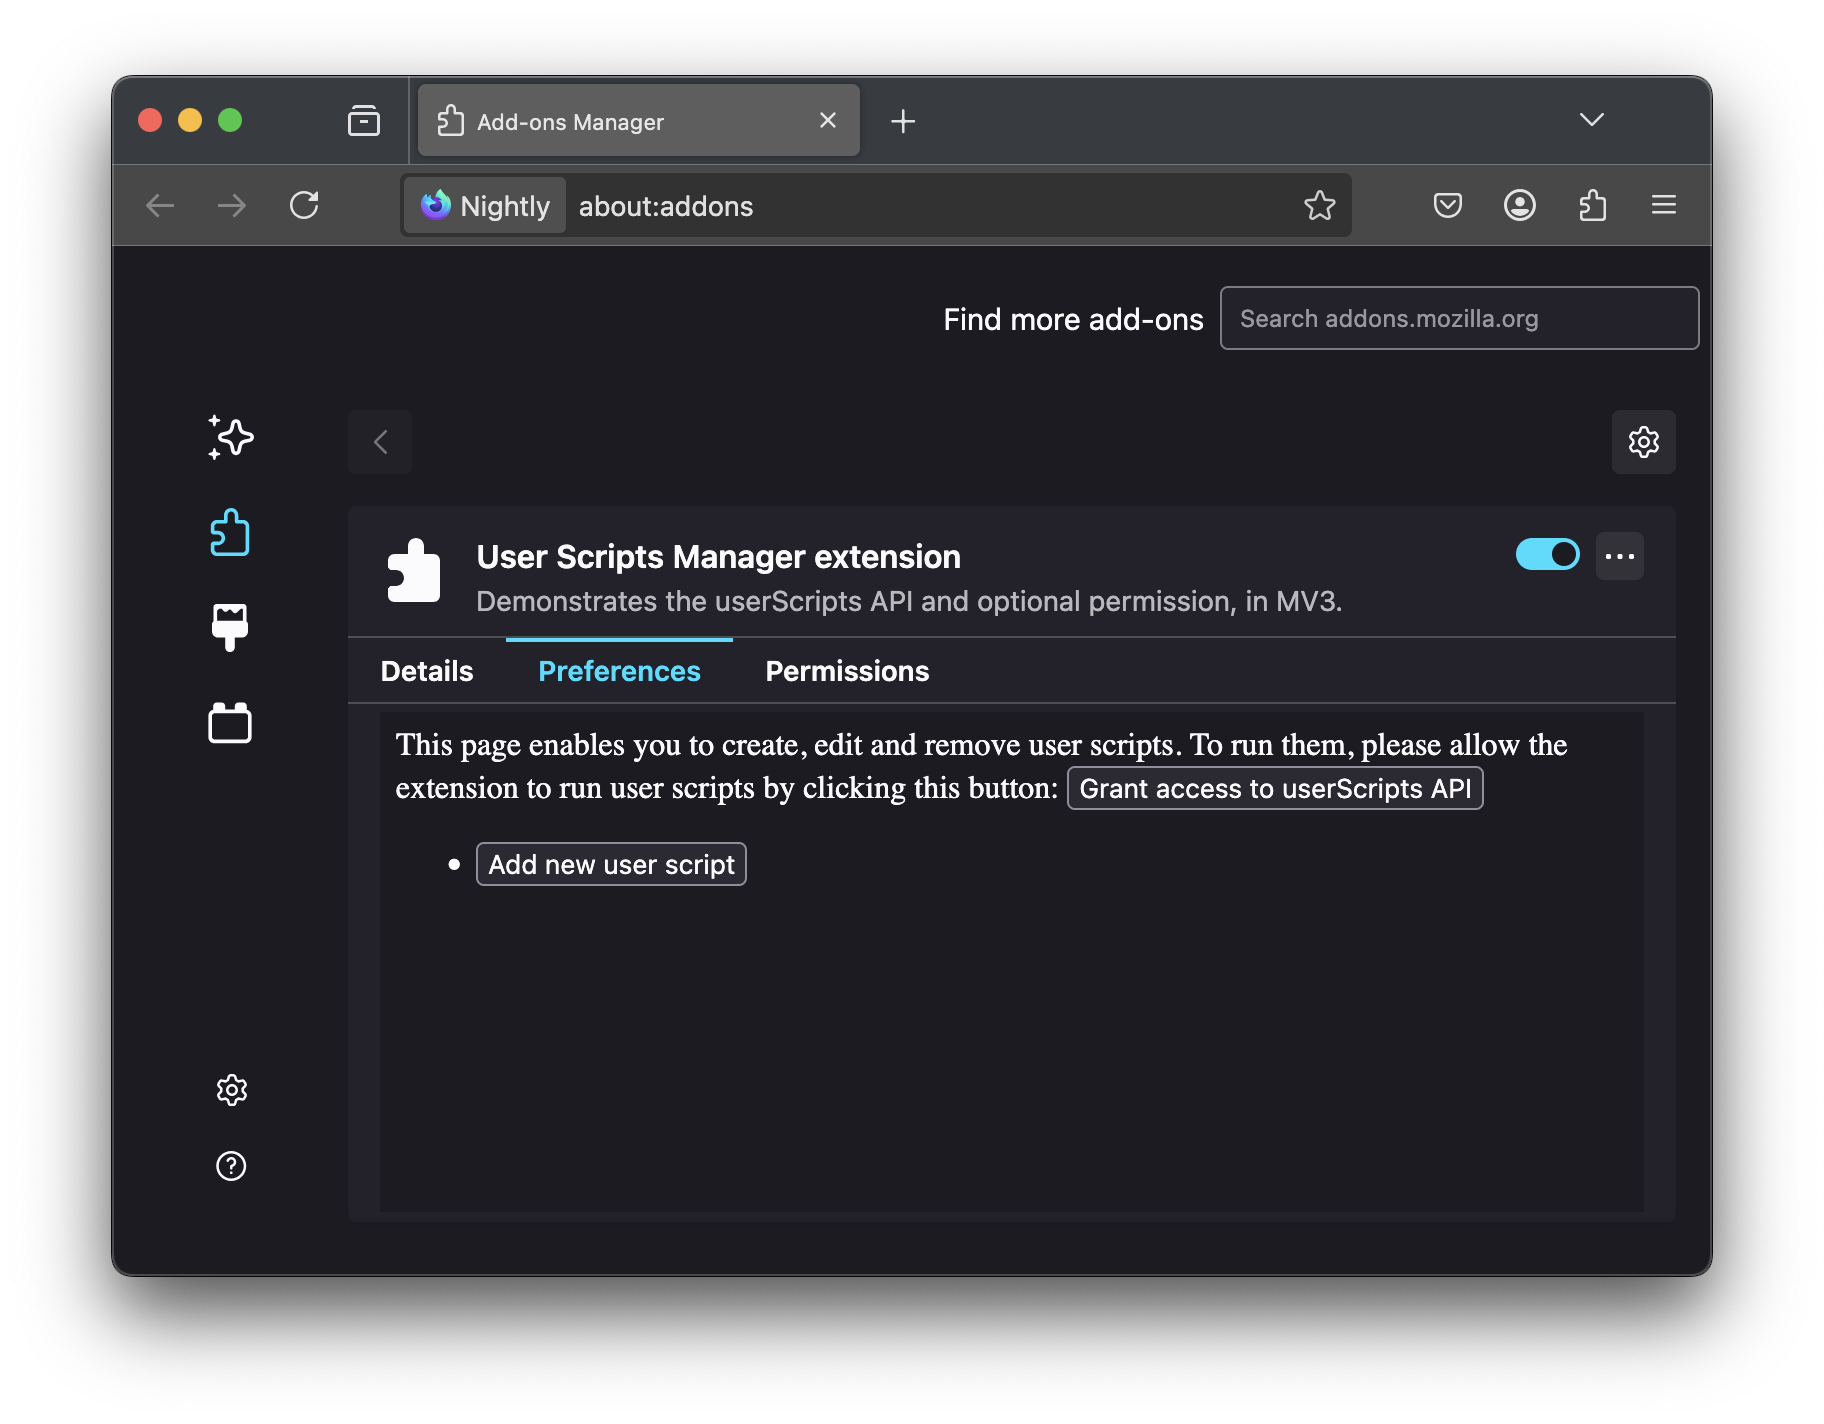 Add-ons Manager
Nightly about:addons
Find more add-ons Search addons.mozilla.org
User Scripts Manager extension
Demonstrates the userScripts API and optional permission, in MV3.
Details Preferences Permissions
This page enables you to create, edit and remove user scripts. To run them, please allow the
extension to run user scripts by clicking this button: Grant access to userScripts API
Add new user script